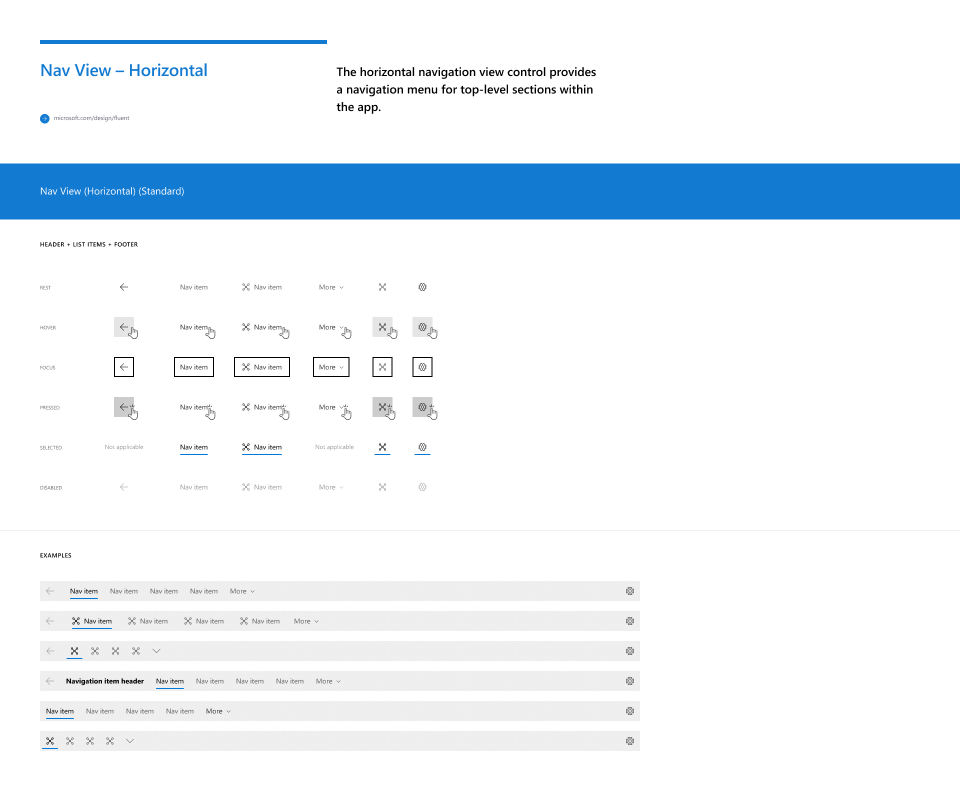 Nav View – Horizontal
The horizontal navigation view control provides
a navigation menu for top-level sections within
the app.
microsoft.com/design/fluent
Nav View (Horizontal) (Standard)
HEADER + LIST ITEMS + FOOTER
REST Nav item Nav item More
HOVER Nav item Nav item More
FOCUS Nav item Nav item More
PRESSED Nav item Nav item More
SELECTED Not applicable Nav item Nav item Not applicable
DISABLED Nav item Nav item More
EXAMPLES
Nav item Nav item Nav item Nav item More
Nav item Nav item Nav item Nav item More
Navigation item header Nav item Nav item Nav item Nav item More
Nav item Nav item Nav item Nav item More